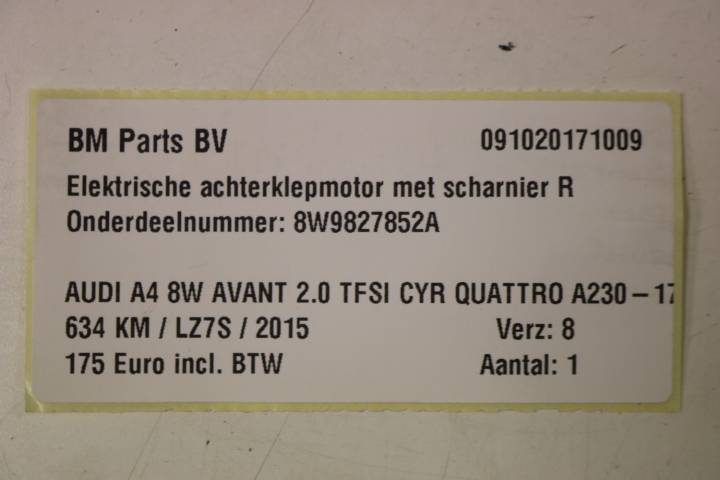 BM Parts BV 091020171009
Elektrische achterklepmotor met scharnier R
Onderdeelnummer: 8W9827852A
AUDI A4 8W AVANT 2.0 TFSI CYR QUATTRO A230 – 17
634 KM / LZ7S / 2015 Verz: 8
175 Euro incl. BTW Aantal: 1